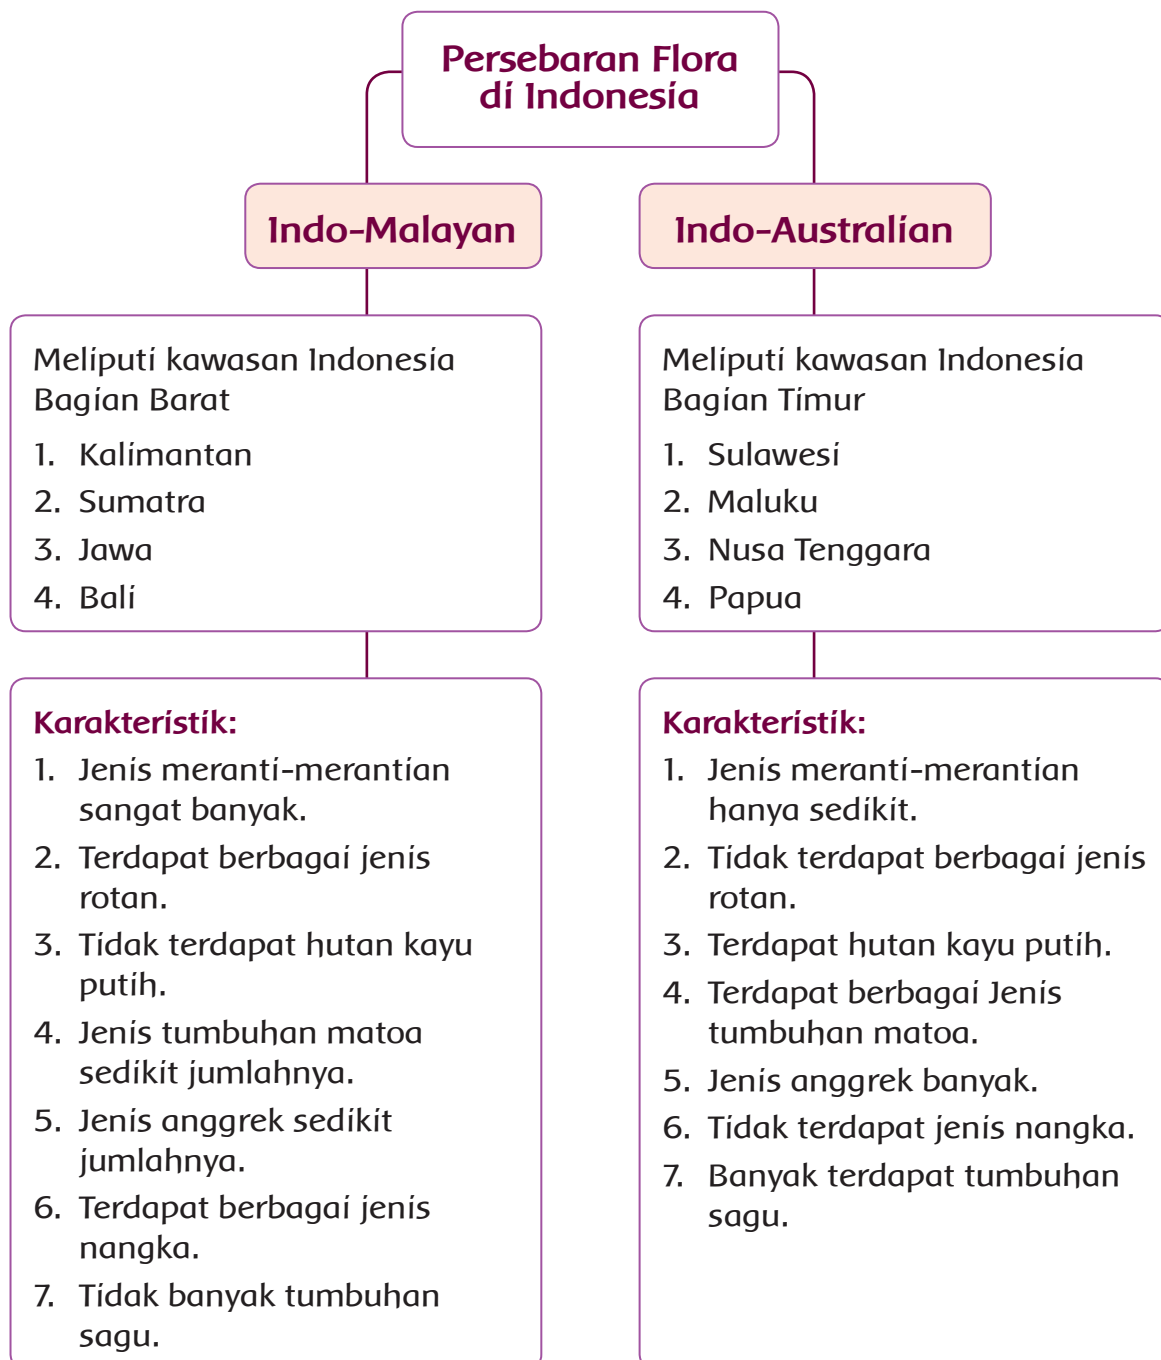 Persebaran Flora
di Indonesia
Indo-Malayan
Meliputi kawasan Indonesia
Bagian Barat
1. Kalimantan
2. Sumatra
3. Jawa
4. Bali
Karakteristik:
1. Jenis meranti-merantian
sangat banyak.
2. Terdapat berbagai jenis
rotan.
3. Tidak terdapat hutan kayu
putih.
4. Jenis tumbuhan matoa
sedikit jumlahnya.
5. Jenis anggrek sedikit
jumlahnya.
6. Terdapat berbagai jenis
nangka.
7. Tidak banyak tumbuhan
sagu.
Indo-Australian
Meliputi kawasan Indonesia
Bagian Timur
1. Sulawesi
2. Maluku
3. Nusa Tenggara
4. Papua
Karakteristik:
1. Jenis meranti-merantian
hanya sedikit.
2. Tidak terdapat berbagai jenis
rotan.
3. Terdapat hutan kayu putih.
4. Terdapat berbagai Jenis
tumbuhan matoa.
5. Jenis anggrek banyak.
6. Tidak terdapat jenis nangka.
7. Banyak terdapat tumbuhan
sagu.